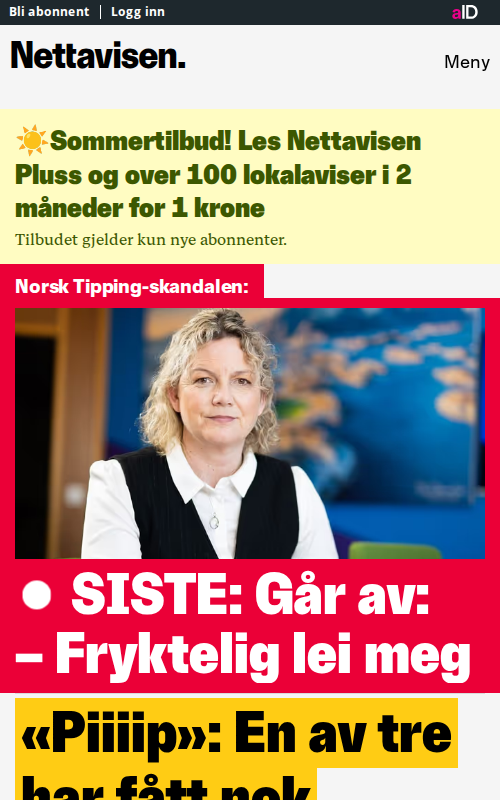 Bli abonnent | Logg inn
aID
Nettavisen.
Meny
☀️Sommertilbud! Les Nettavisen
Pluss og over 100 lokalaviser i 2
måneder for 1 krone
Tilbudet gjelder kun nye abonnenter.
Norsk Tipping-skandalen:
SISTE: Går av:
– Fryktelig lei meg
«Piiiip»: En av tre
har fått nok